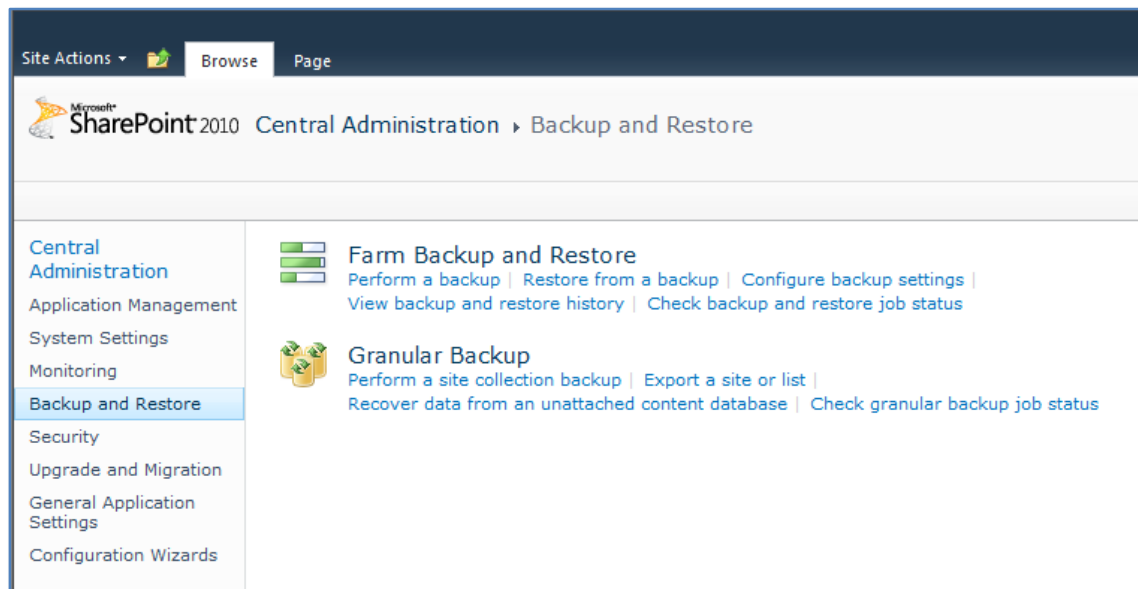 Site Actions Browse Page
Microsoft®
SharePoint 2010 Central Administration Backup and Restore
Central
Administration
Application Management
System Settings
Monitoring
Backup and Restore
Security
Upgrade and Migration
General Application
Settings
Configuration Wizards
Farm Backup and Restore
Perform a backup | Restore from a backup | Configure backup settings |
View backup and restore history | Check backup and restore job status
Granular Backup
Perform a site collection backup | Export a site or list |
Recover data from an unattached content database | Check granular backup job status